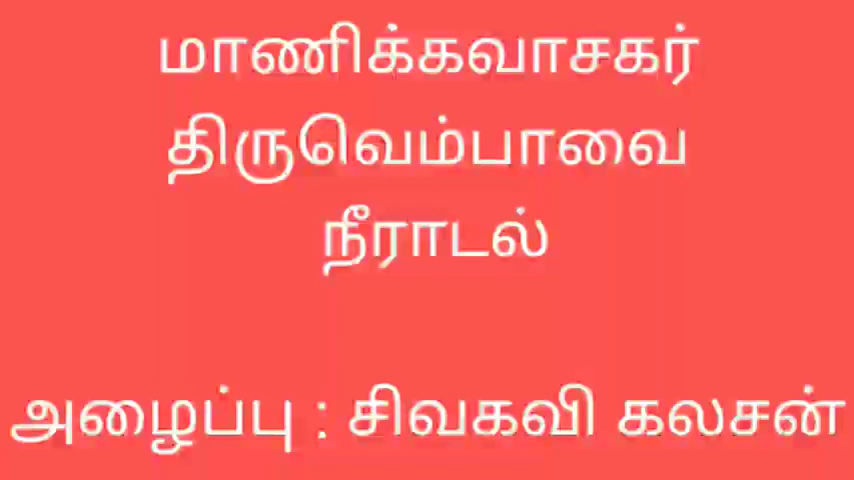 மாணிக்கவாசகர்
திருவெம்பாவை
நீராடல்
அழைப்பு : சிவகவி கலசன்